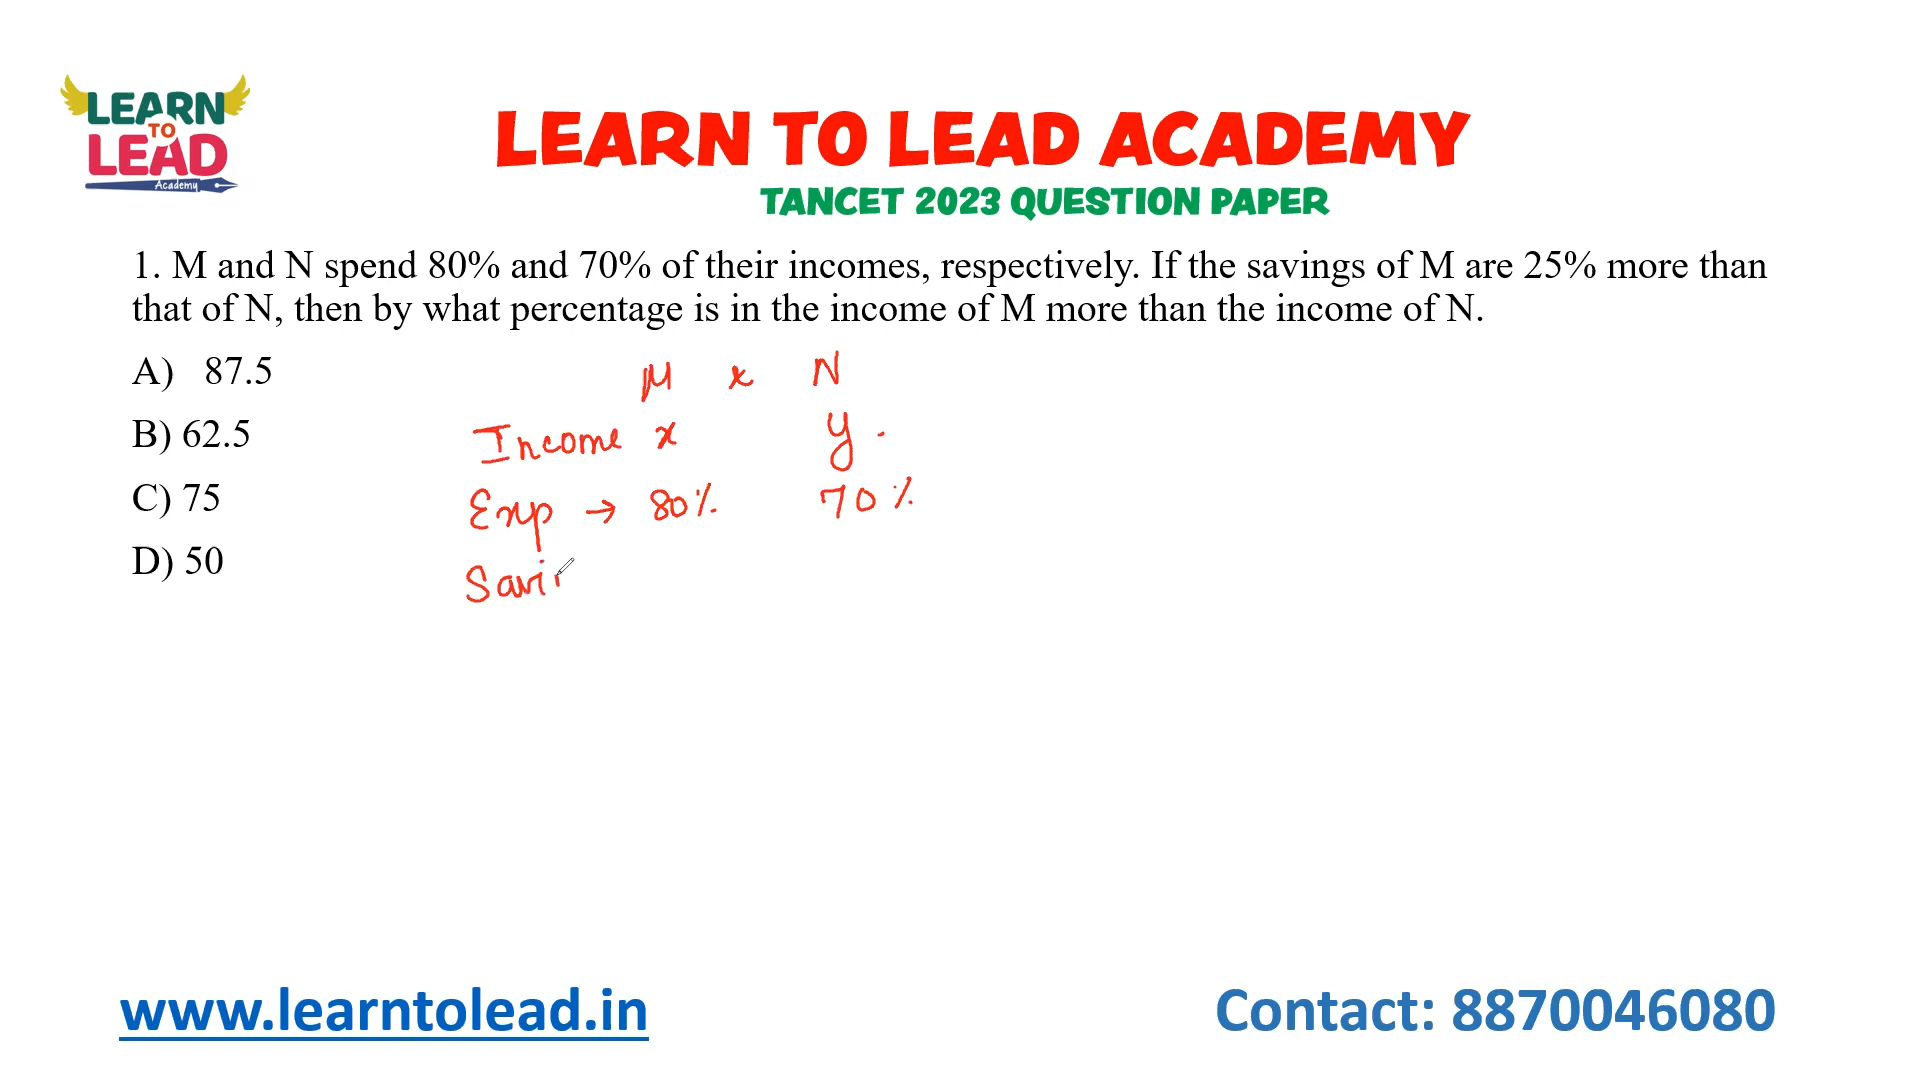 LEARN
TO
LEAD
Academy
LEARN TO LEAD ACADEMY
TANCET 2023 QUESTION PAPER
1. M and N spend 80% and 70% of their incomes, respectively. If the savings of M are 25% more than
that of N, then by what percentage is in the income of M more than the income of N.
A) 87.5
B) 62.5
C) 75
D) 50
M x N
Income x y .
Exp → 80% 70%
Savi
www.learntolead.in
Contact: 8870046080